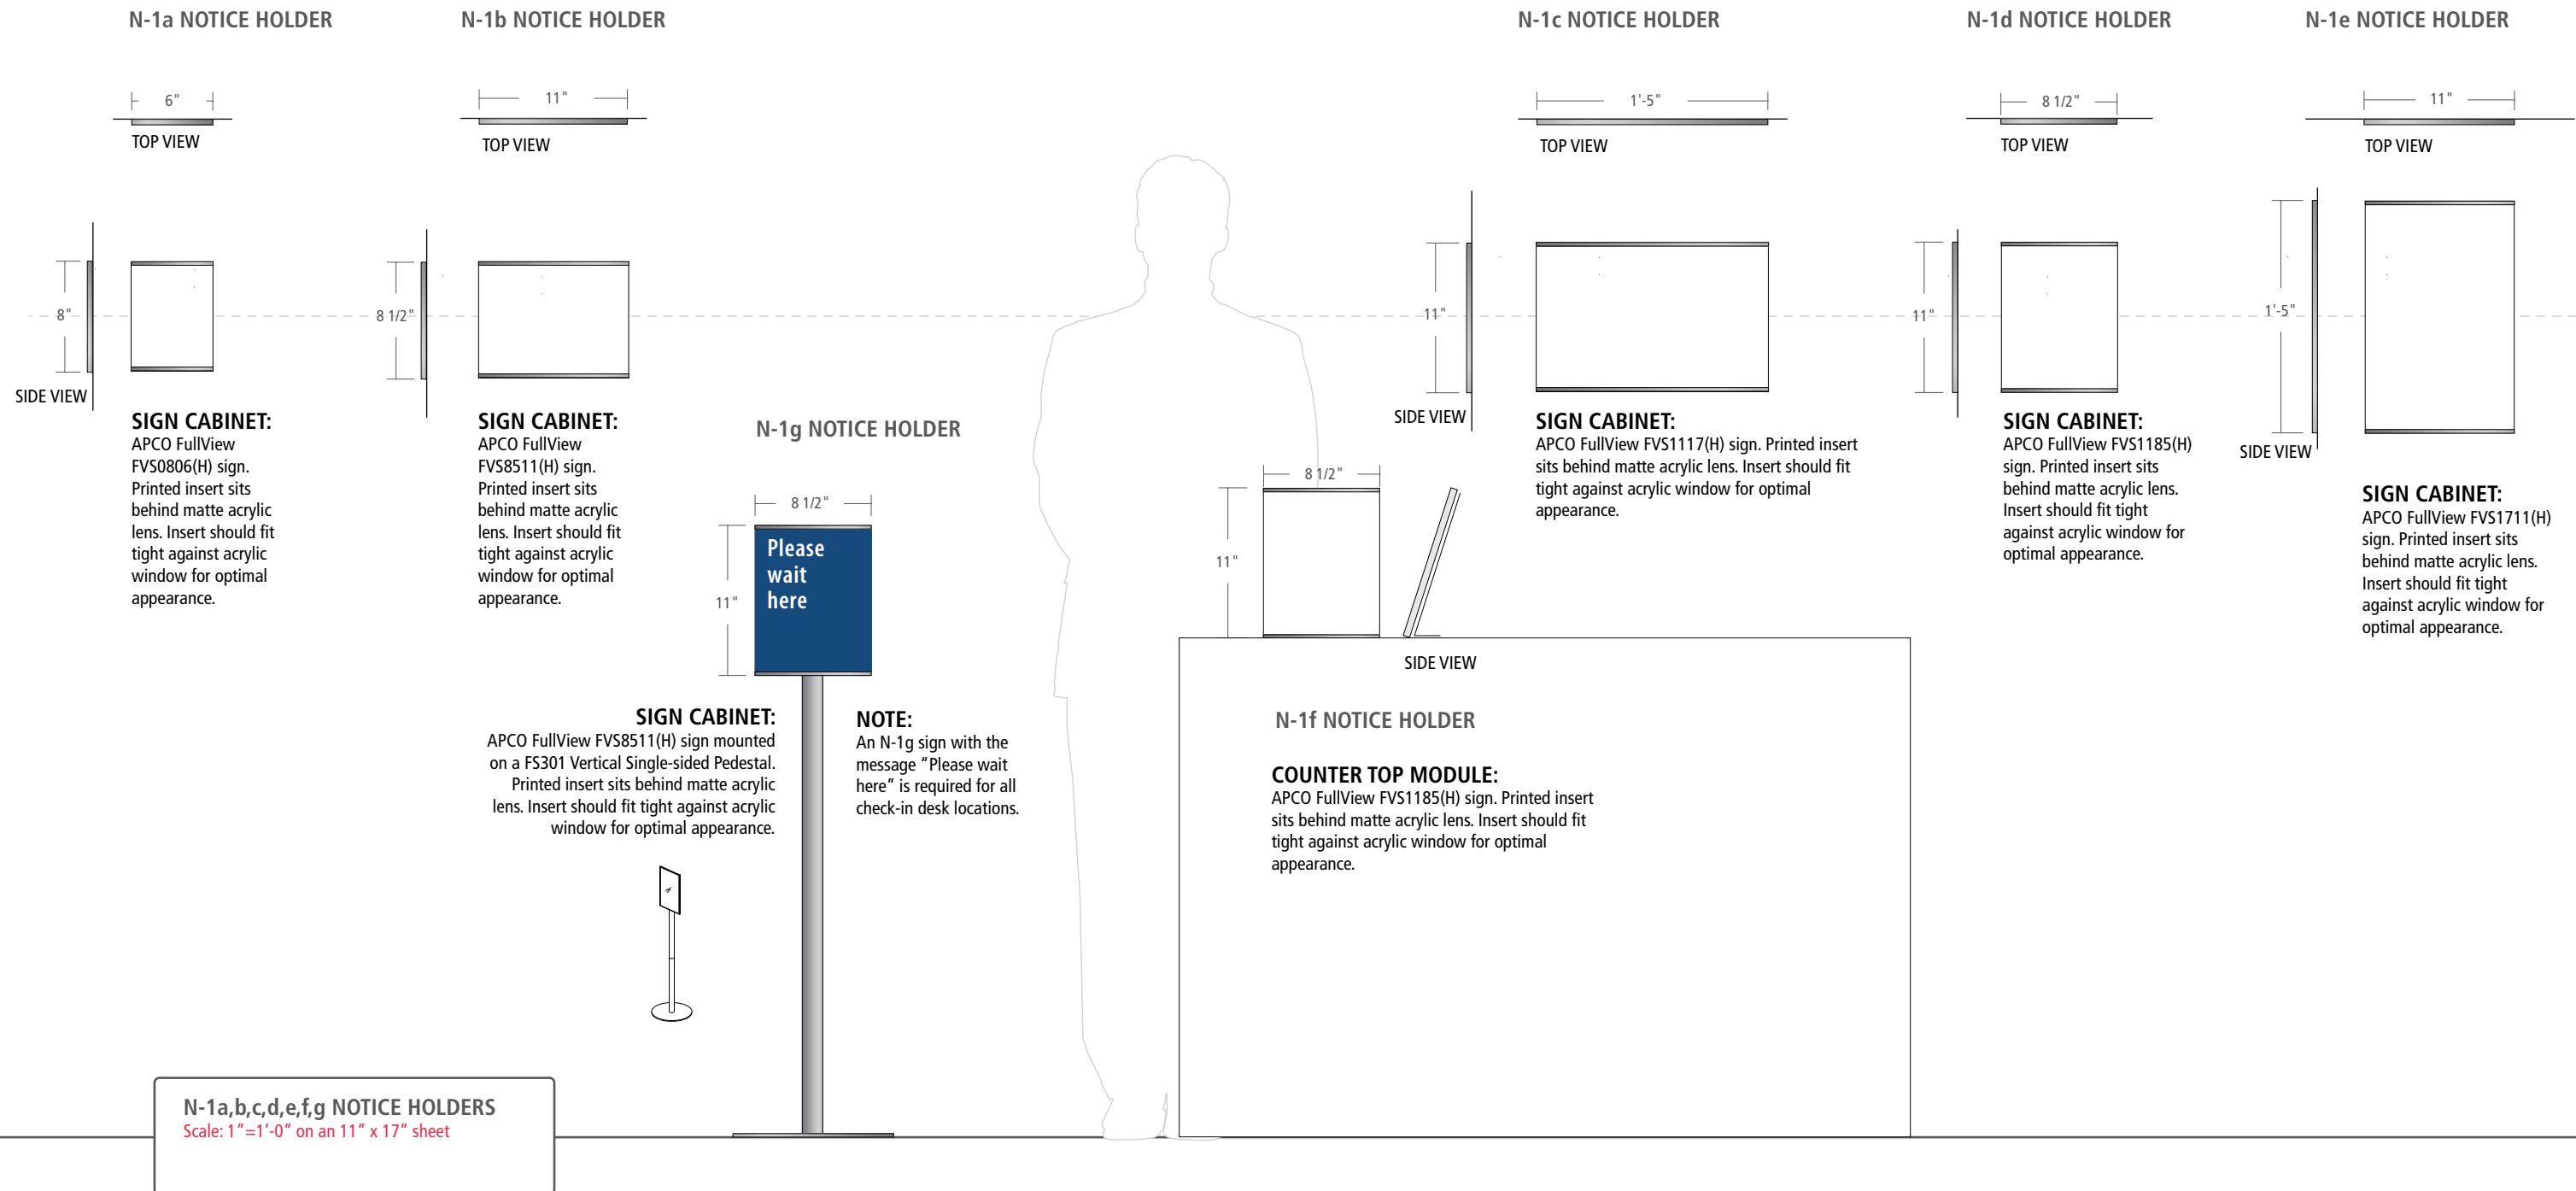 N-1a NOTICE HOLDER
6"
TOP VIEW
8"
SIDE VIEW
SIGN CABINET:
APCO FullView
FVS0806(H) sign.
Printed insert sits
behind matte acrylic
lens. Insert should fit
tight against acrylic
window for optimal
appearance.
N-1b NOTICE HOLDER
11"
TOP VIEW
8 1/2"
SIGN CABINET:
APCO FullView
FVS8511(H) sign.
Printed insert sits
behind matte acrylic
lens. Insert should fit
tight against acrylic
window for optimal
appearance.
N-1g NOTICE HOLDER
8 1/2"
11"
Please
wait
here
SIGN CABINET:
APCO FullView FVS8511(H) sign mounted
on a FS301 Vertical Single-sided Pedestal.
Printed insert sits behind matte acrylic
lens. Insert should fit tight against acrylic
window for optimal appearance.
NOTE:
An N-1g sign with the
message “Please wait
here” is required for all
check-in desk locations.
N-1c NOTICE HOLDER
1'-5"
TOP VIEW
11"
SIDE VIEW
SIGN CABINET:
APCO FullView FVS1117(H) sign. Printed insert
sits behind matte acrylic lens. Insert should fit
tight against acrylic window for optimal
appearance.
8 1/2"
11"
SIDE VIEW
N-1f NOTICE HOLDER
COUNTER TOP MODULE:
APCO FullView FVS1185(H) sign. Printed insert
sits behind matte acrylic lens. Insert should fit
tight against acrylic window for optimal
appearance.
N-1d NOTICE HOLDER
8 1/2"
TOP VIEW
11"
SIGN CABINET:
APCO FullView FVS1185(H)
sign. Printed insert sits
behind matte acrylic lens.
Insert should fit tight
against acrylic window for
optimal appearance.
N-1e NOTICE HOLDER
11"
TOP VIEW
1'-5"
SIDE VIEW
SIGN CABINET:
APCO FullView FVS1711(H)
sign. Printed insert sits
behind matte acrylic lens.
Insert should fit tight
against acrylic window for
optimal appearance.
N-1a,b,c,d,e,f,g NOTICE HOLDERS
Scale: 1”=1’-0” on an 11” x 17” sheet